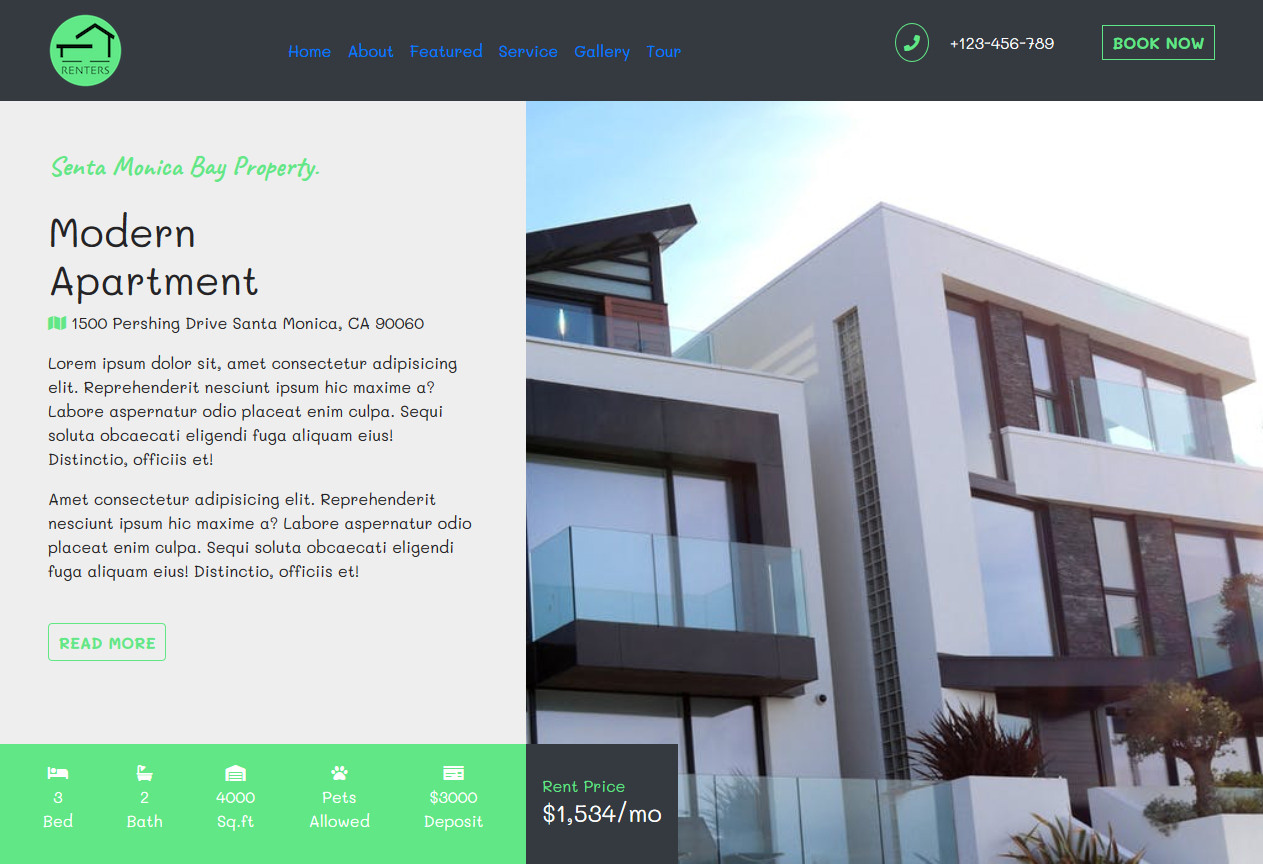 RENTERS
Home About Featured Service Gallery Tour
+123-456-789
BOOK NOW
Senta Monica Bay Property.
Modern
Apartment
1500 Pershing Drive Santa Monica, CA 90060
Lorem ipsum dolor sit, amet consectetur adipisicing
elit. Reprehenderit nesciunt ipsum hic maxime a?
Labore aspernatur odio placeat enim culpa. Sequi
soluta obcaecati eligendi fuga aliquam eius!
Distinctio, officiis et!
Amet consectetur adipisicing elit. Reprehenderit
nesciunt ipsum hic maxime a? Labore aspernatur odio
placeat enim culpa. Sequi soluta obcaecati eligendi
fuga aliquam eius! Distinctio, officiis et!
READ MORE
3
Bed
2
Bath
4000
Sq.ft
Pets
Allowed
$3000
Deposit
Rent Price
$1,534/mo